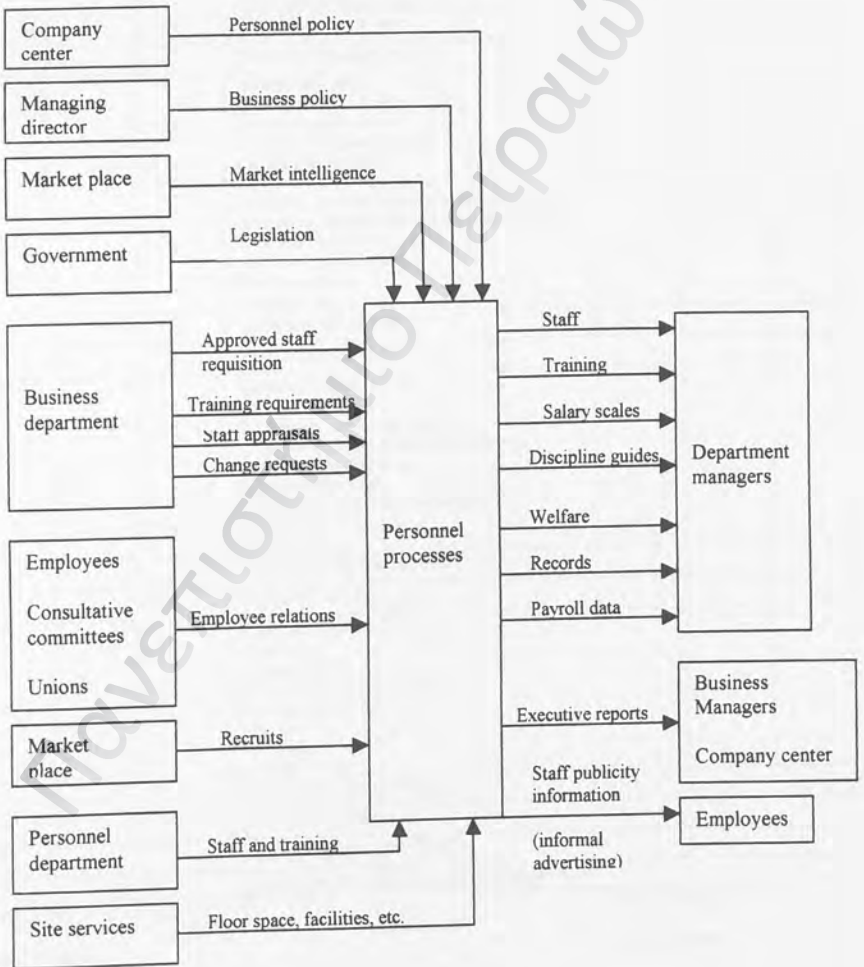 Company
center
Personnel policy
Managing
director
Business policy
Market place
Market intelligence
Government
Legislation
Business
department
Approved staff
requisition
Training requirements
Staff appraisals
Change requests
Employees
Consultative
committees
Unions
Employee relations
Market
place
Recruits
Personnel
department
Staff and training
Site services
Floor space, facilities, etc.
Personnel
processes
Staff
Training
Salary scales
Discipline guides
Welfare
Records
Payroll data
Department
managers
Executive reports
Business
Managers
Company center
Staff publicity
information
(informal
advertising)
Employees
Πανεπιστήμιο Πειραιώ